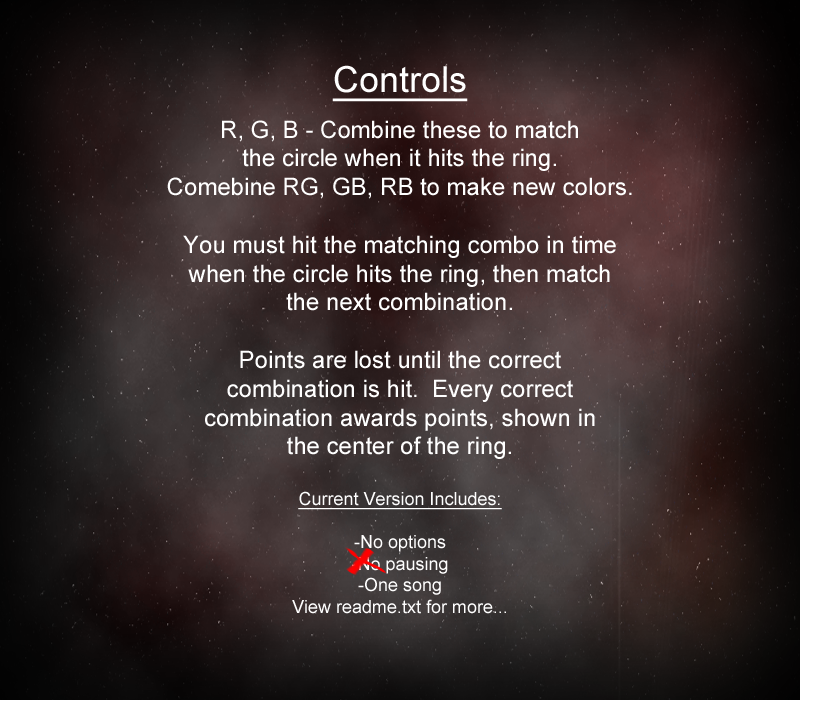 Controls
R, G, B - Combine these to match
the circle when it hits the ring.
Comebine RG, GB, RB to make new colors.
You must hit the matching combo in time
when the circle hits the ring, then match
the next combination.
Points are lost until the correct
combination is hit.  Every correct
combination awards points, shown in
the center of the ring.
Current Version Includes:
-No options
-No pausing
-One song
View readme.txt for more...